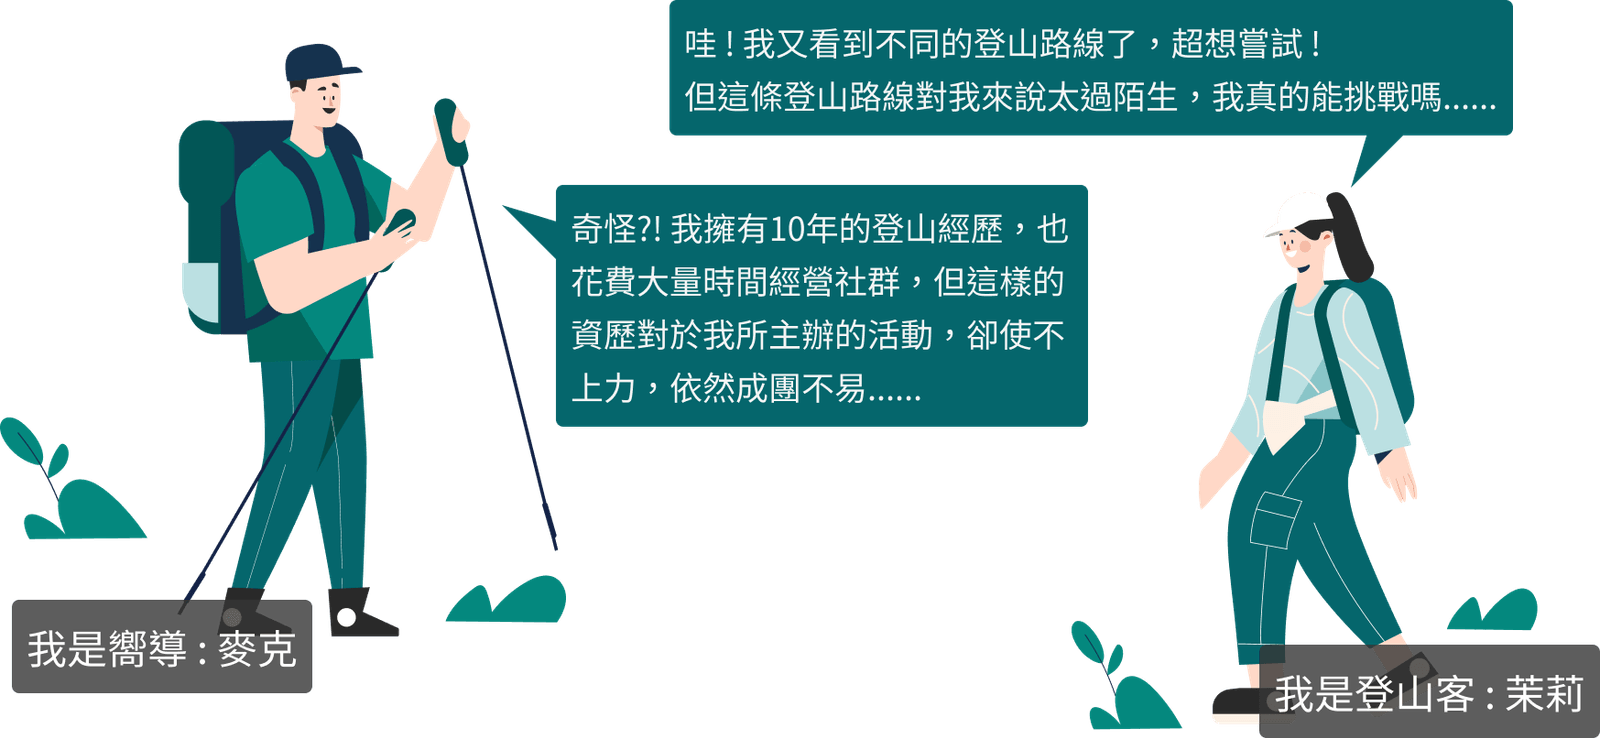 哇！我又看到不同的登山路線了，超想嘗試！
但這條登山路線對我來說太過陌生，我真的能挑戰嗎......
奇怪?! 我擁有10年的登山經歷，也
花費大量時間經營社群，但這樣的
資歷對於我所主辦的活動，卻使不
上力，依然成團不易......
我是嚮導：麥克
我是登山客：茉莉